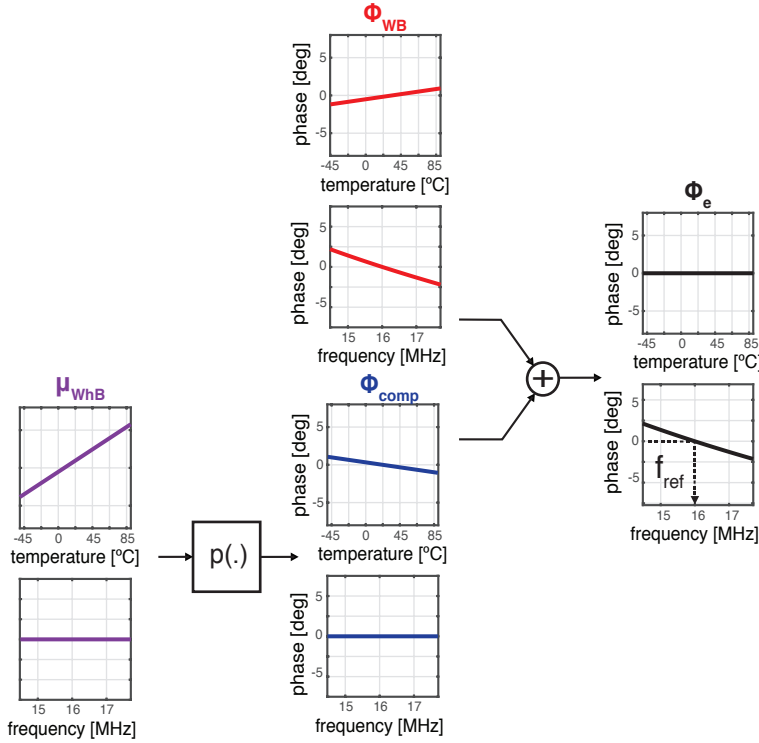 Φ_WB
phase [deg]
5
0
-5
-45 0 45 85
temperature [ºC]
phase [deg]
5
0
-5
15 16 17
frequency [MHz]
Φ_e
phase [deg]
5
0
-5
-45 0 45 85
temperature [ºC]
phase [deg]
5
0
-5
f_ref
15 16 17
frequency [MHz]
+
μ_WhB
-45 0 45 85
temperature [ºC]
15 16 17
frequency [MHz]
p(.)
Φ_comp
phase [deg]
5
0
-5
-45 0 45 85
temperature [ºC]
phase [deg]
5
0
-5
15 16 17
frequency [MHz]